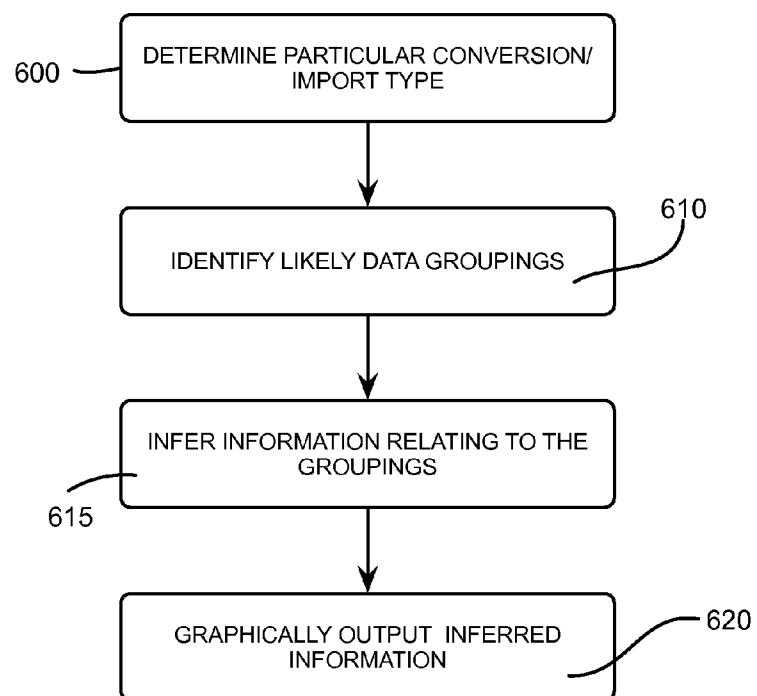 600
DETERMINE PARTICULAR CONVERSION/
IMPORT TYPE
610
IDENTIFY LIKELY DATA GROUPINGS
INFER INFORMATION RELATING TO THE
GROUPINGS
615
GRAPHICALLY OUTPUT INFERRED
INFORMATION
620